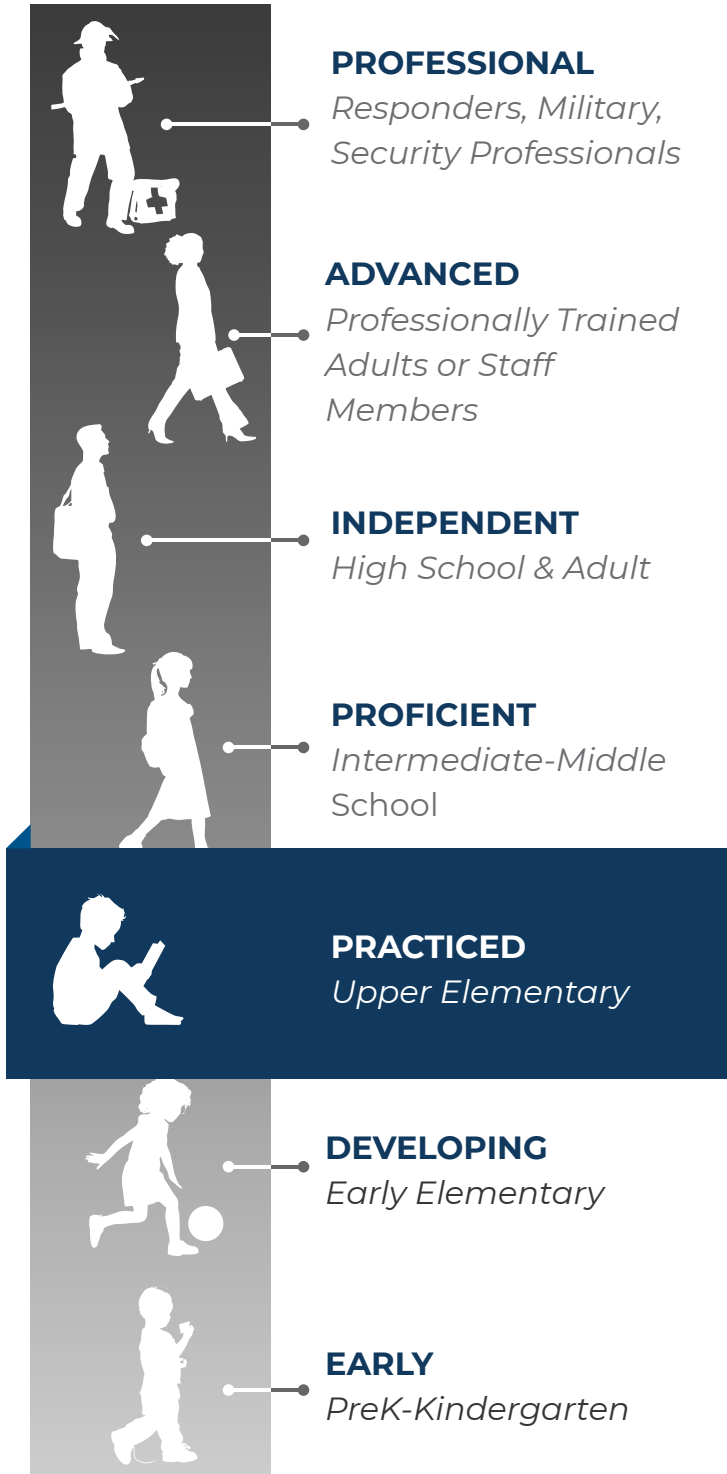 PROFESSIONAL
Responders, Military,
Security Professionals
ADVANCED
Professionally Trained
Adults or Staff
Members
INDEPENDENT
High School & Adult
PROFICIENT
Intermediate-Middle
School
PRACTICED
Upper Elementary
DEVELOPING
Early Elementary
EARLY
PreK-Kindergarten